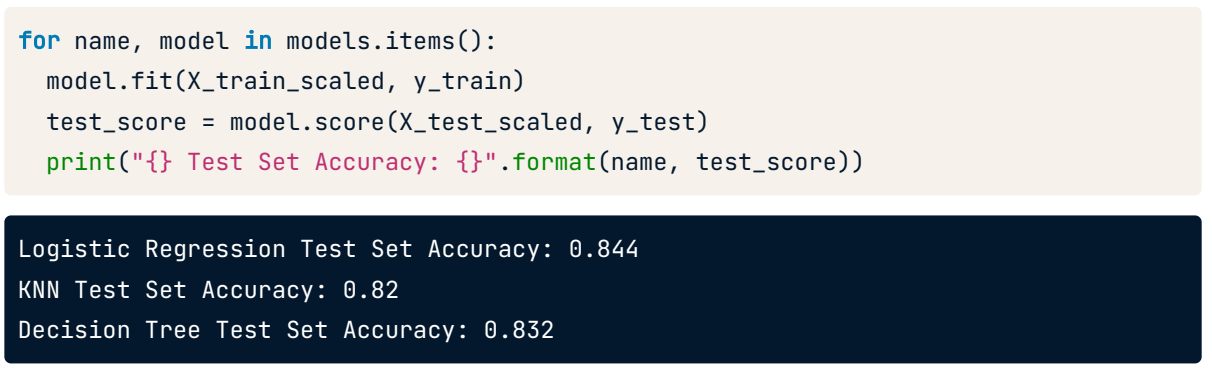 for name, model in models.items():
  model.fit(X_train_scaled, y_train)
  test_score = model.score(X_test_scaled, y_test)
  print("{} Test Set Accuracy: {}".format(name, test_score))
Logistic Regression Test Set Accuracy: 0.844
KNN Test Set Accuracy: 0.82
Decision Tree Test Set Accuracy: 0.832